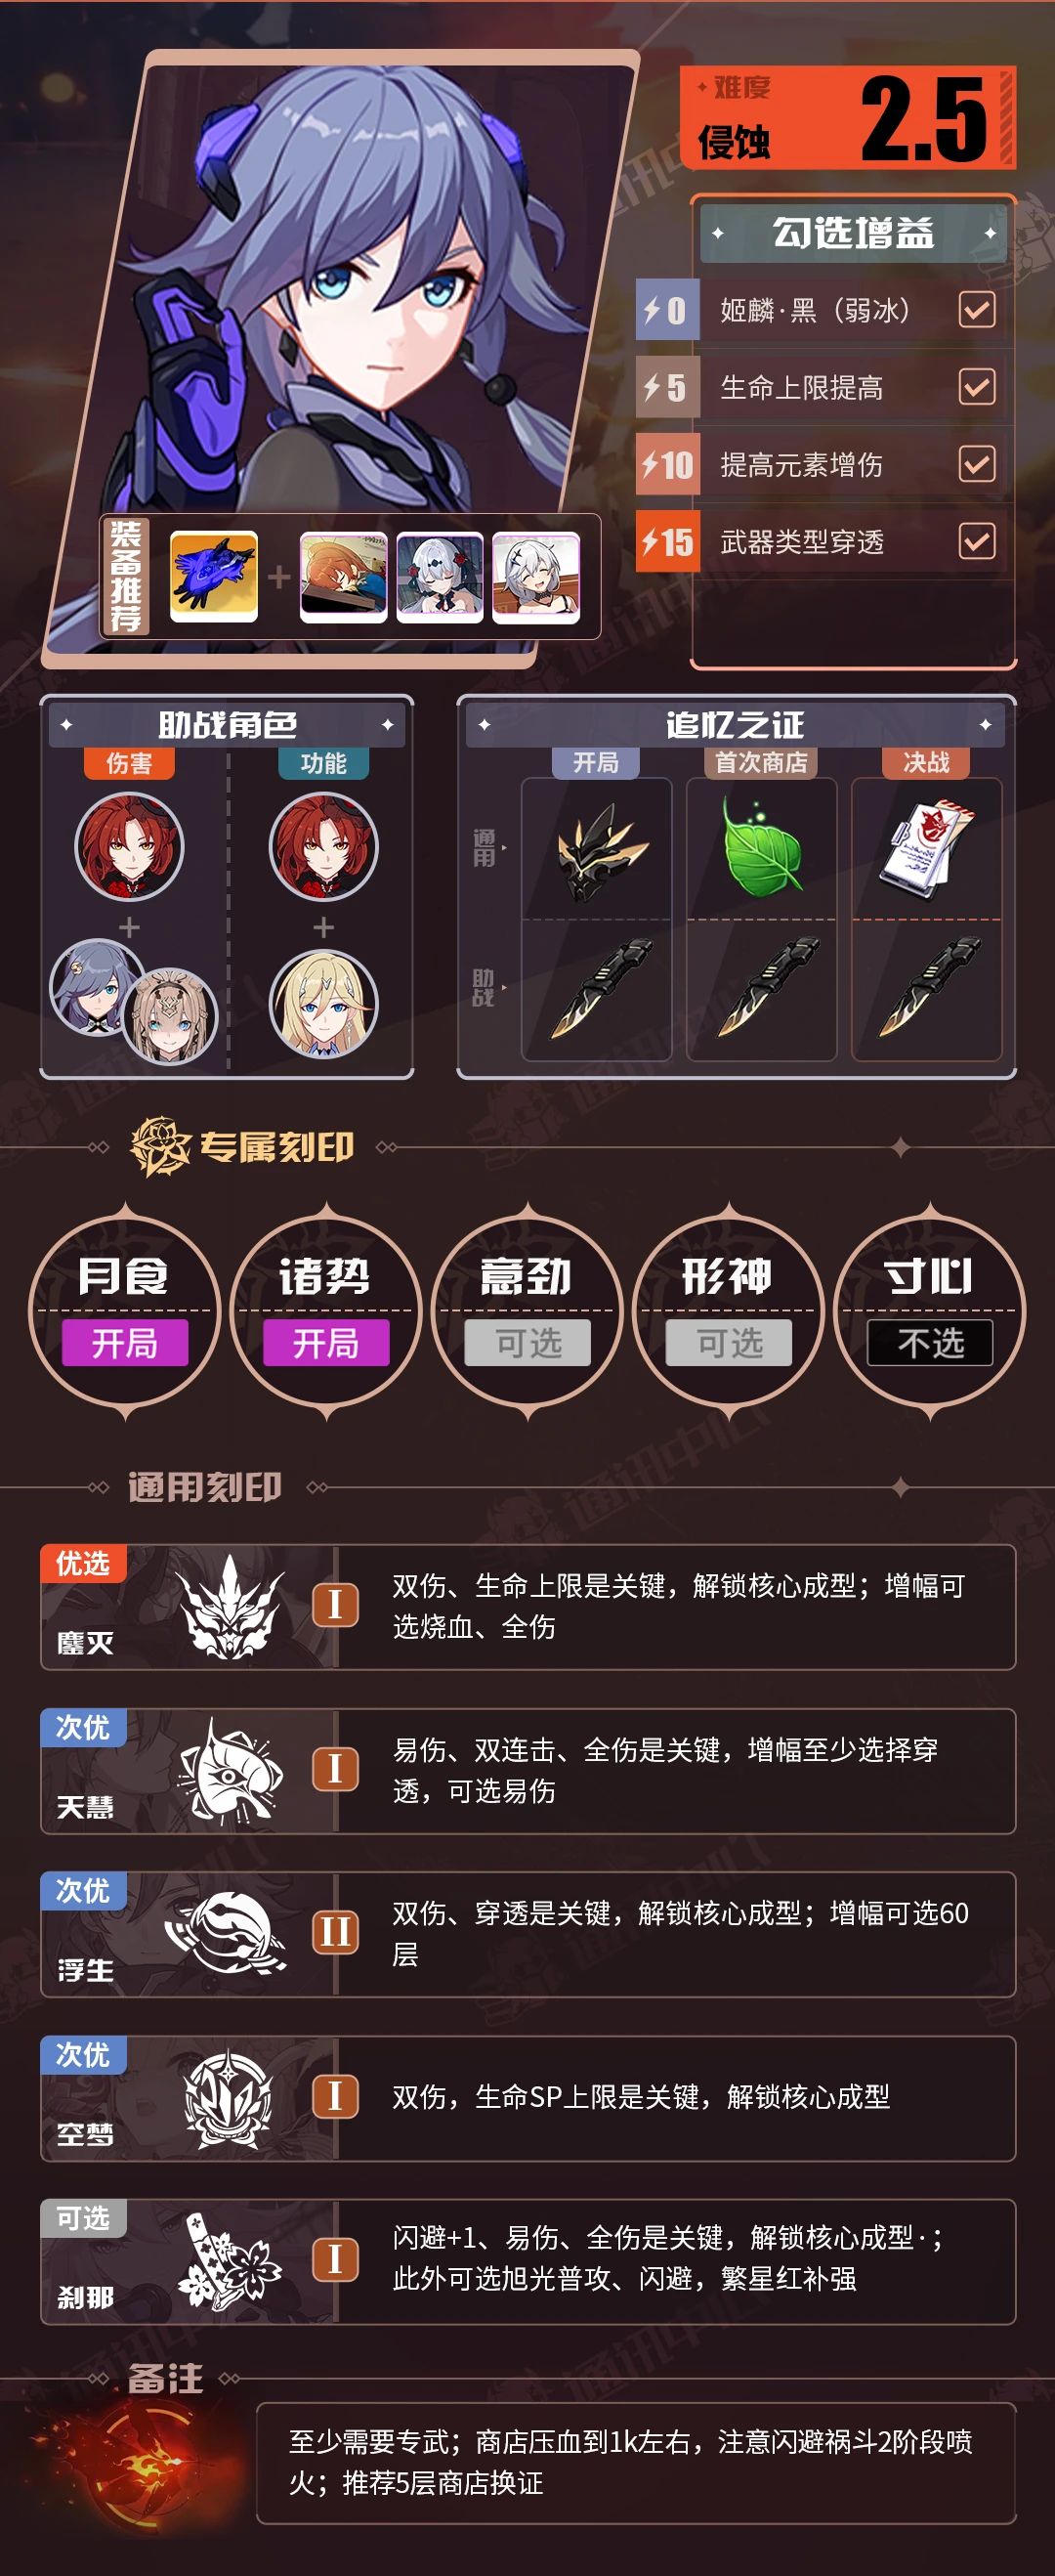 难度
侵蚀
2.5
勾选增益
0
姬麟·黑（弱冰）
5
生命上限提高
10
提高元素增伤
15
武器类型穿透
装备推荐
助战角色
伤害
功能
追忆之证
开局
首次商店
决战
通用
助战
专属刻印
月食
开局
诸势
开局
意劲
可选
形神
可选
寸心
不选
通用刻印
优选
鏖灭
I
双伤、生命上限是关键，解锁核心成型；增幅可
选烧血、全伤
次优
天慧
I
易伤、双连击、全伤是关键，增幅至少选择穿
透，可选易伤
次优
浮生
II
双伤、穿透是关键，解锁核心成型；增幅可选60
层
次优
空梦
I
双伤，生命SP上限是关键，解锁核心成型
可选
刹那
I
闪避+1、易伤、全伤是关键，解锁核心成型·；
此外可选旭光普攻、闪避，繁星红补强
备注
至少需要专武；商店压血到1k左右，注意闪避祸斗2阶段喷
火；推荐5层商店换证